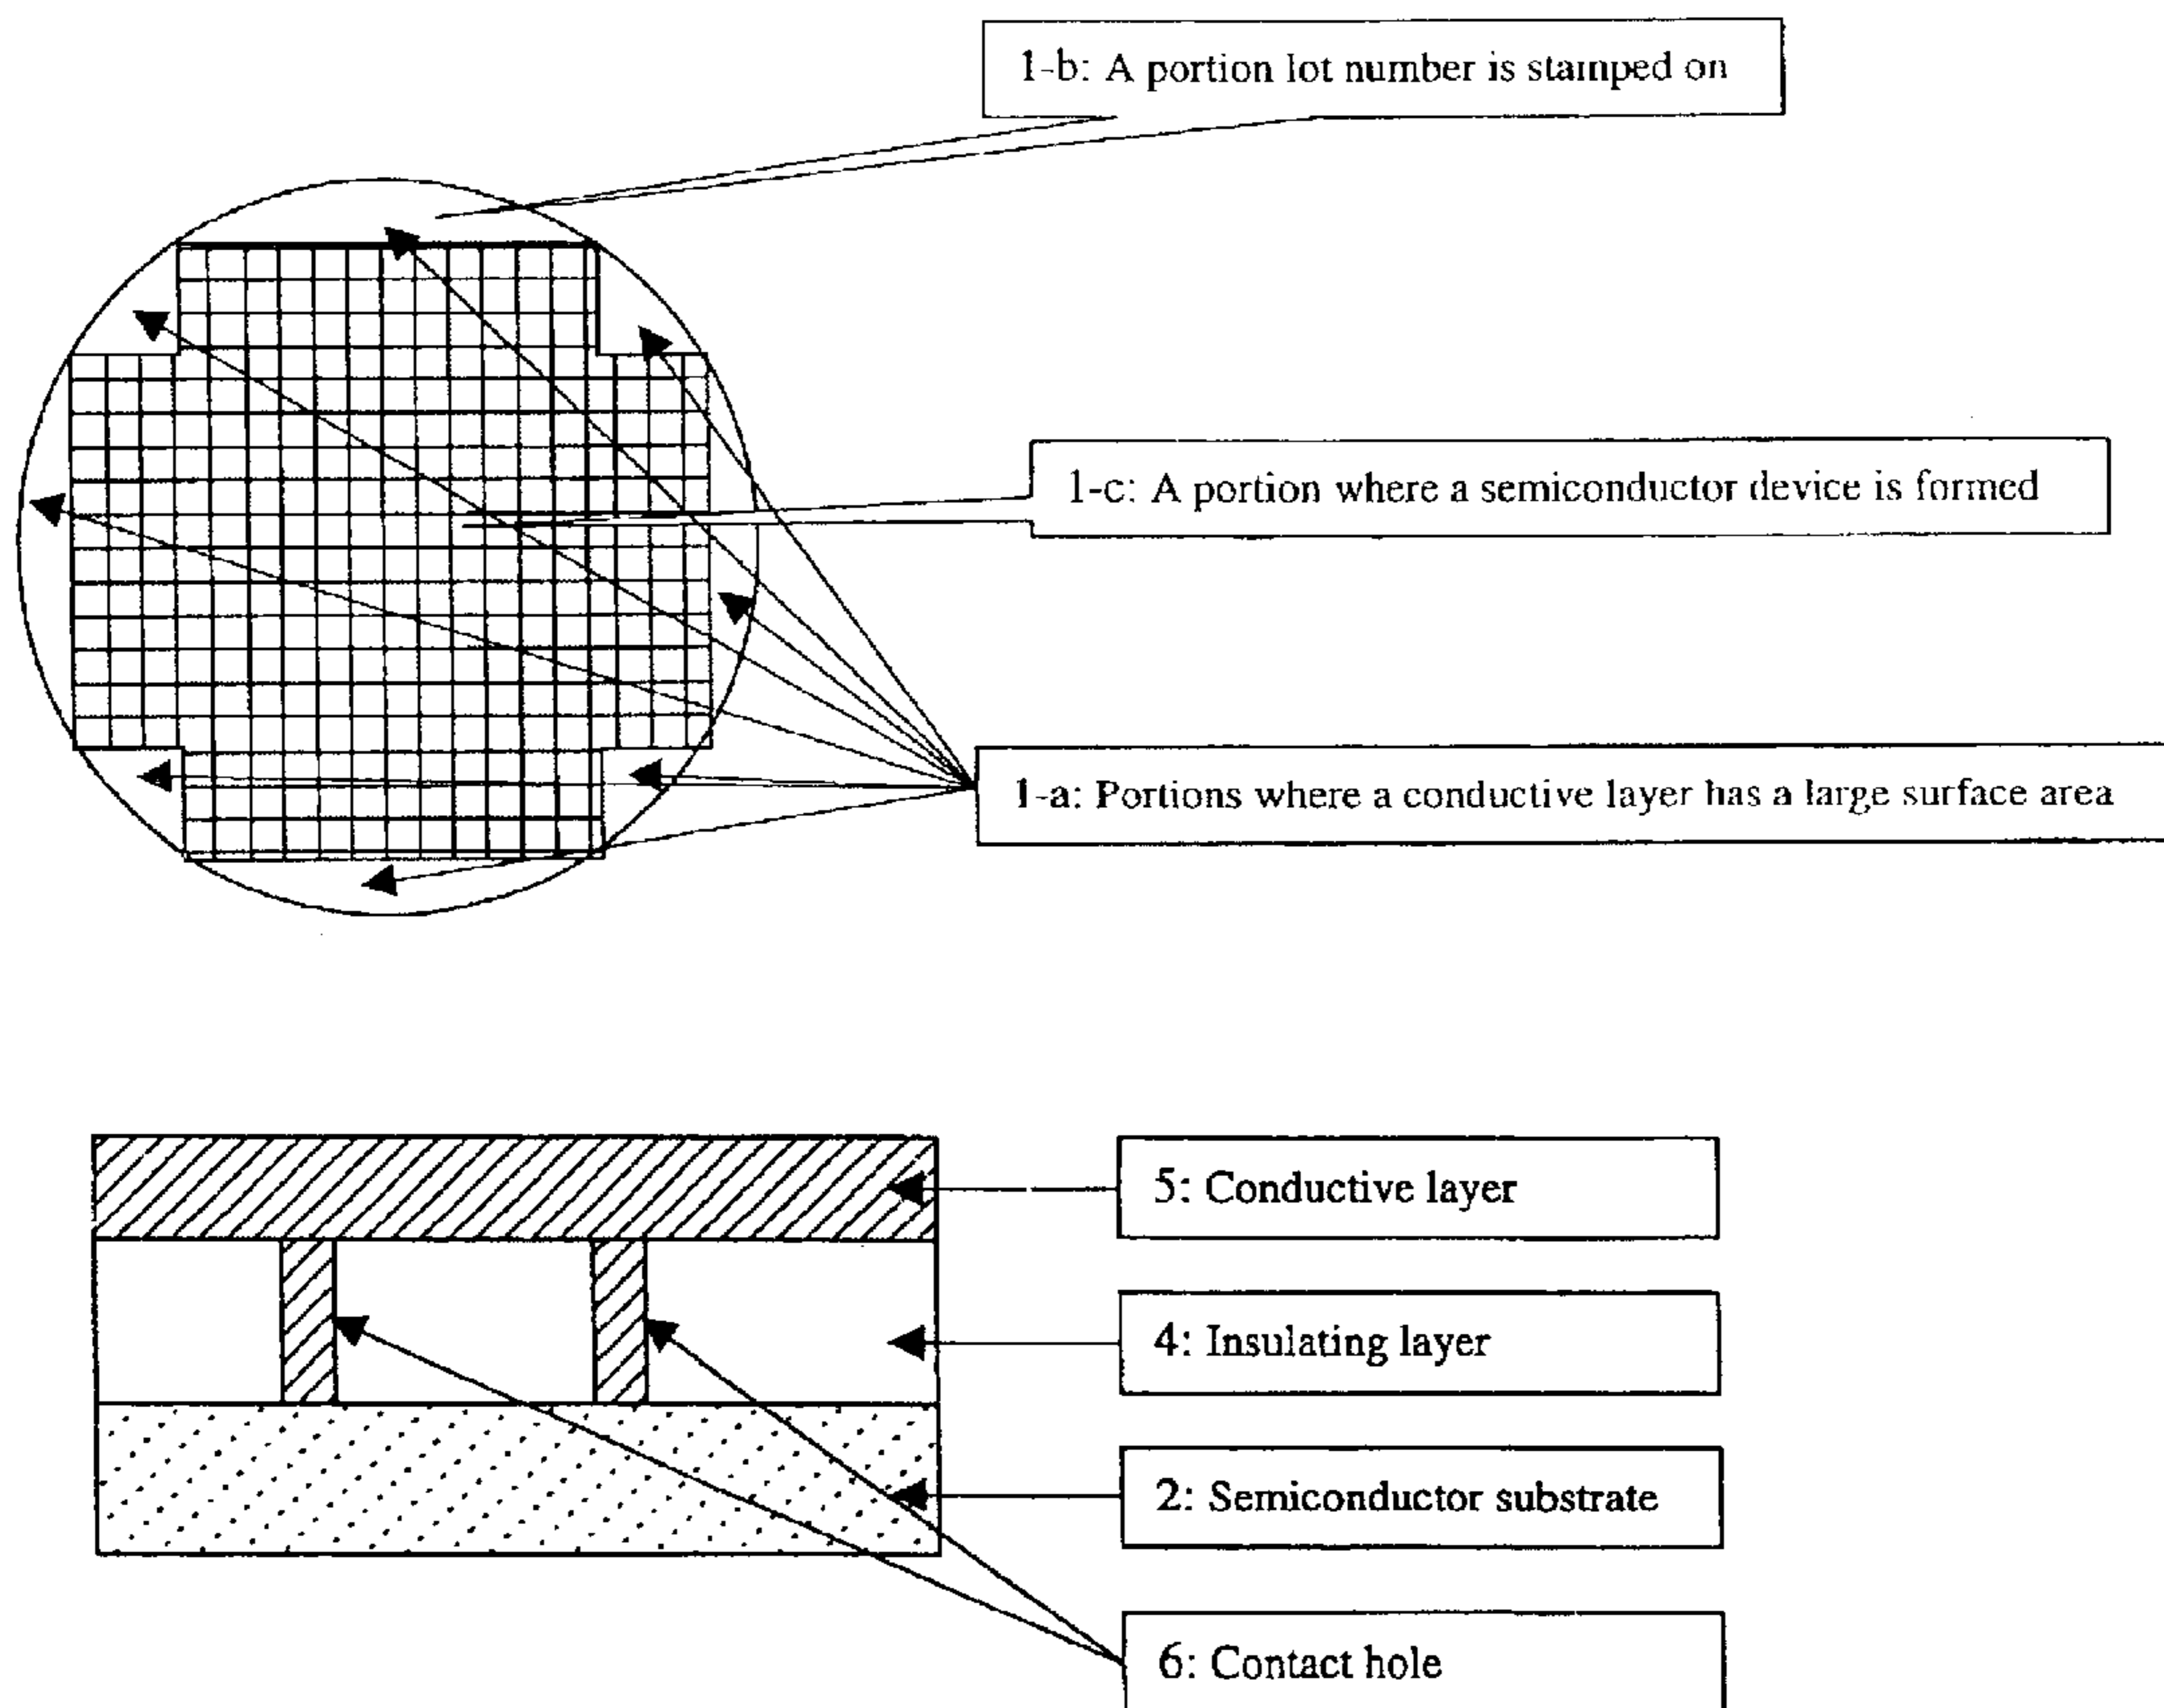 1-b: A portion lot number is stamped on
1-c: A portion where a semiconductor device is formed
1-a: Portions where a conductive layer has a large surface area
5: Conductive layer
4: Insulating layer
2: Semiconductor substrate
6: Contact hole